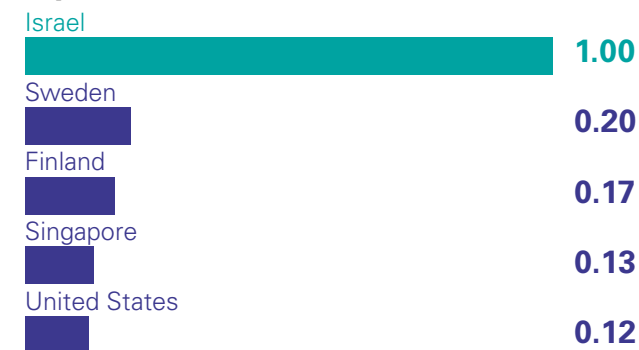 Israel
1.00
Sweden
0.20
Finland
0.17
Singapore
0.13
United States
0.12